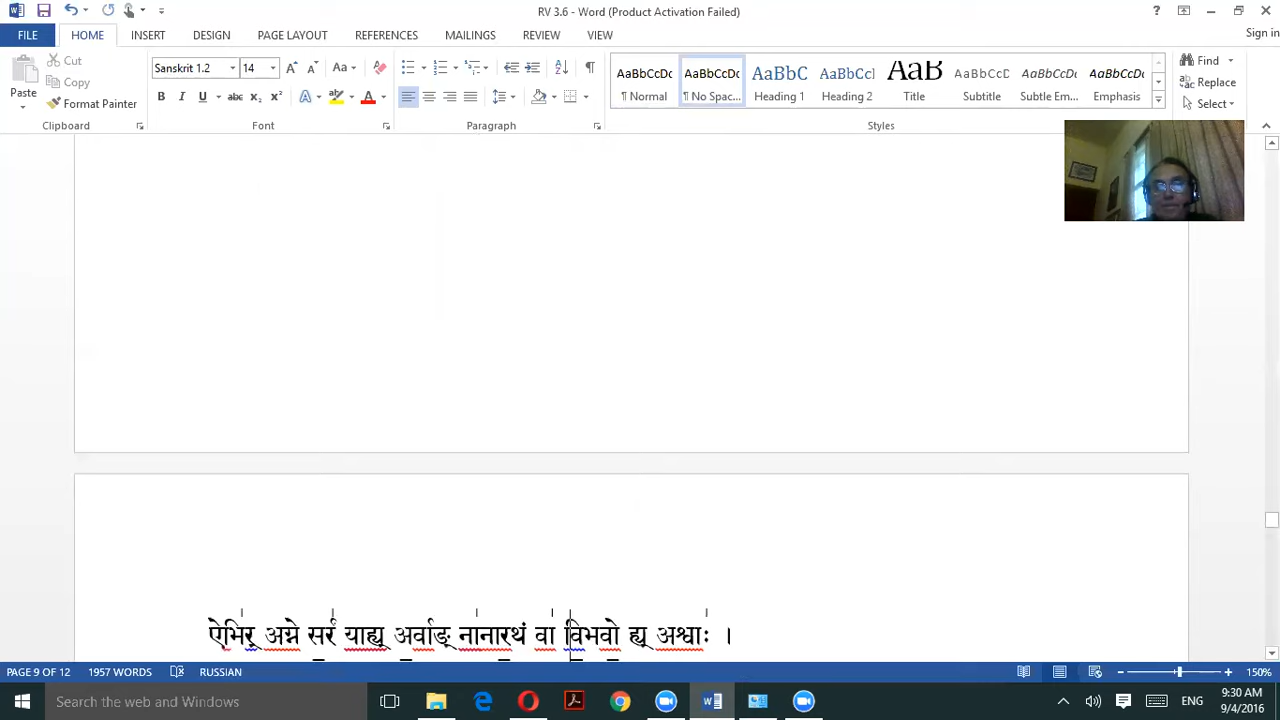 RV 3.6 - Word (Product Activation Failed)
FILE HOME INSERT DESIGN PAGE LAYOUT REFERENCES MAILINGS REVIEW VIEW Sign in
Cut
Copy
Format Painter
Paste
Clipboard
Sanskrit 1.2 14
Font
Paragraph
AaBbCcDc AaBbCcDc AaBbC AaBbCcI AaB AaBbCcD AaBbCcDc AaBbCcDc
¶ Normal ¶ No Spac... Heading 1 Heading 2 Title Subtitle Subtle Em... Emphasis
Styles
Find
Replace
Select
ऐभिर् अग्ने सरथं याह्य् अर्वाङ् नानारथं वा विभवो ह्य् अश्वाः ।
PAGE 9 OF 12 1957 WORDS RUSSIAN 150%
Search the web and Windows
ENG
9:30 AM
9/4/2016